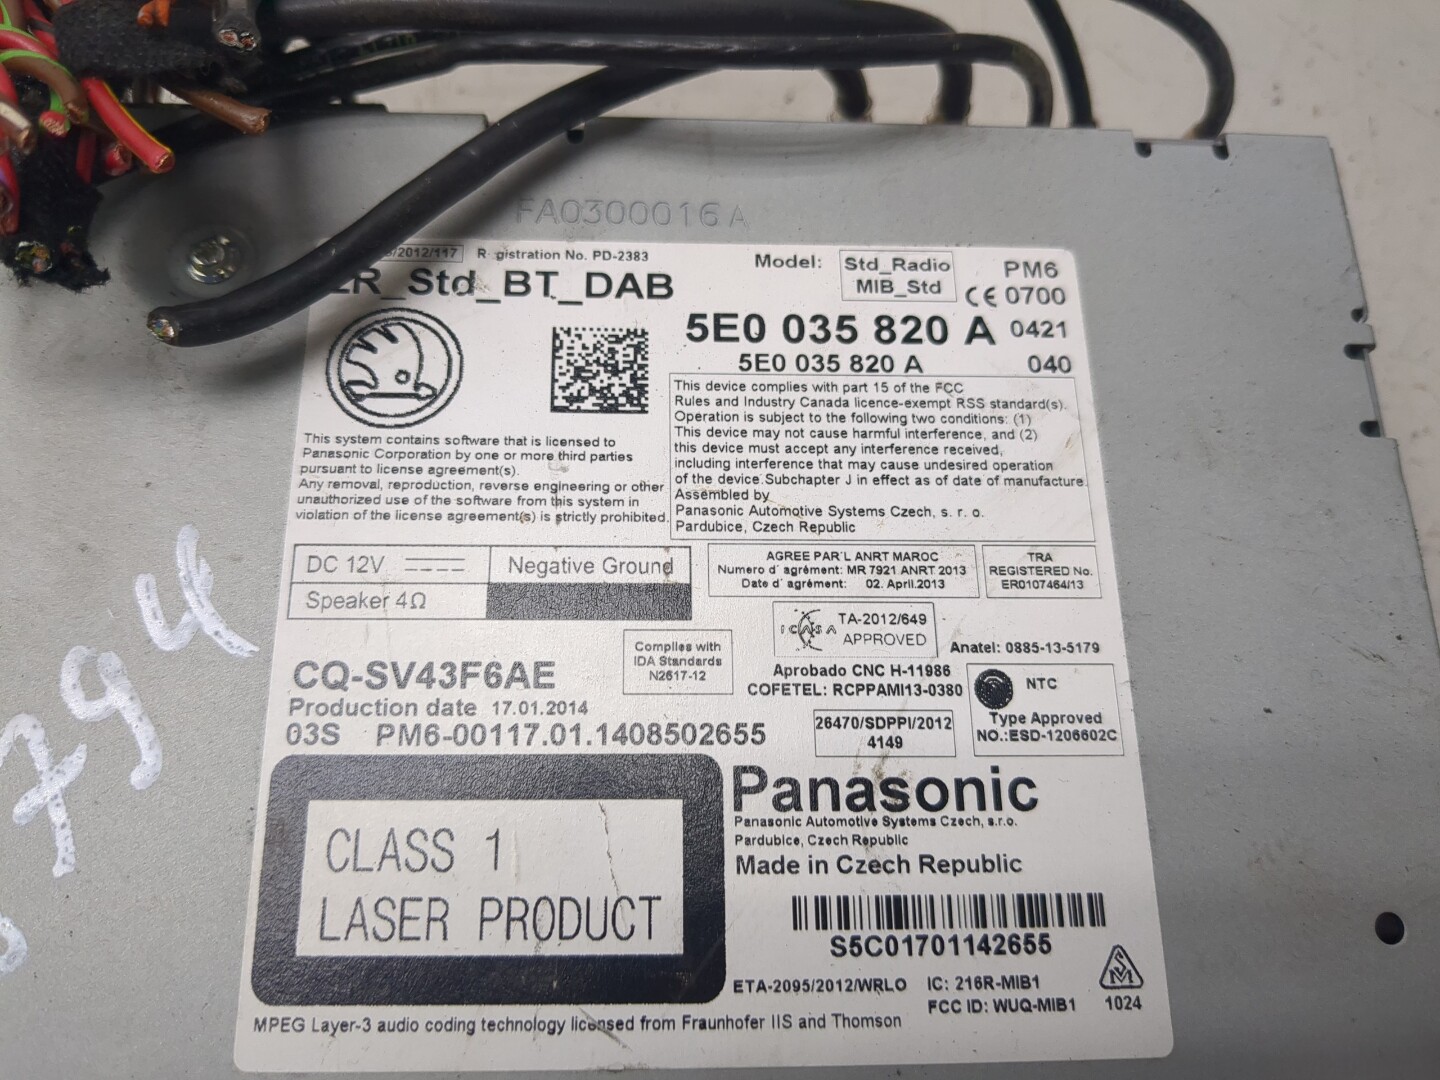 FA0300016A
/2012/117 Registration No. PD-2383
R_Std_BT_DAB
Model: Std_Radio
MIB_Std
PM6
CE 0700
5E0 035 820 A 0421
5E0 035 820 A 040
This device complies with part 15 of the FCC
Rules and Industry Canada licence-exempt RSS standard(s).
Operation is subject to the following two conditions: (1)
This device may not cause harmful interference, and (2)
this device must accept any interference received,
including interference that may cause undesired operation
of the device.Subchapter J in effect as of date of manufacture.
Assembled by
Panasonic Automotive Systems Czech, s. r. o.
Pardubice, Czech Republic
This system contains software that is licensed to
Panasonic Corporation by one or more third parties
pursuant to license agreement(s).
Any removal, reproduction, reverse engineering or other
unauthorized use of the software from this system in
violation of the license agreement(s) is strictly prohibited.
DC 12V Negative Ground
Speaker 4Ω
AGREE PAR'L ANRT MAROC
Numero d'agrément: MR 7921 ANRT 2013
Date d'agrément: 02. April.2013
TRA
REGISTERED No.
ER0107464/13
ICASA TA-2012/649
APPROVED
Complies with
IDA Standards
N2617-12
Anatel: 0885-13-5179
Aprobado CNC H-11986
COFETEL: RCPPAMI13-0380
NTC
Type Approved
NO.:ESD-1206602C
26470/SDPPI/2012
4149
CQ-SV43F6AE
Production date 17.01.2014
03S PM6-00117.01.1408502655
794
CLASS 1
LASER PRODUCT
Panasonic
Panasonic Automotive Systems Czech, s.r.o.
Pardubice, Czech Republic
Made in Czech Republic
S5C01701142655
ETA-2095/2012/WRLO IC: 216R-MIB1
FCC ID: WUQ-MIB1
1024
MPEG Layer-3 audio coding technology licensed from Fraunhofer IIS and Thomson